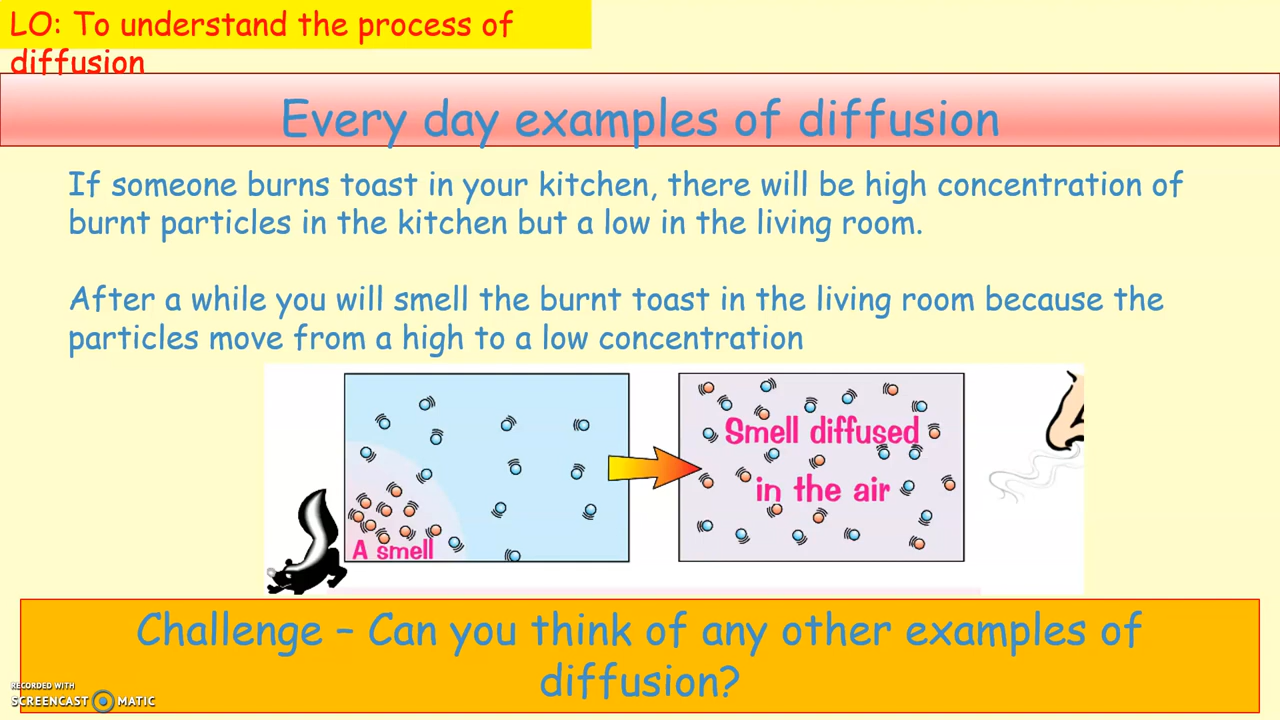 LO: To understand the process of
diffusion
Every day examples of diffusion
If someone burns toast in your kitchen, there will be high concentration of
burnt particles in the kitchen but a low in the living room.
After a while you will smell the burnt toast in the living room because the
particles move from a high to a low concentration
A smell
Smell diffused
in the air
Challenge – Can you think of any other examples of
diffusion?
RECORDED WITH
SCREENCAST MATIC